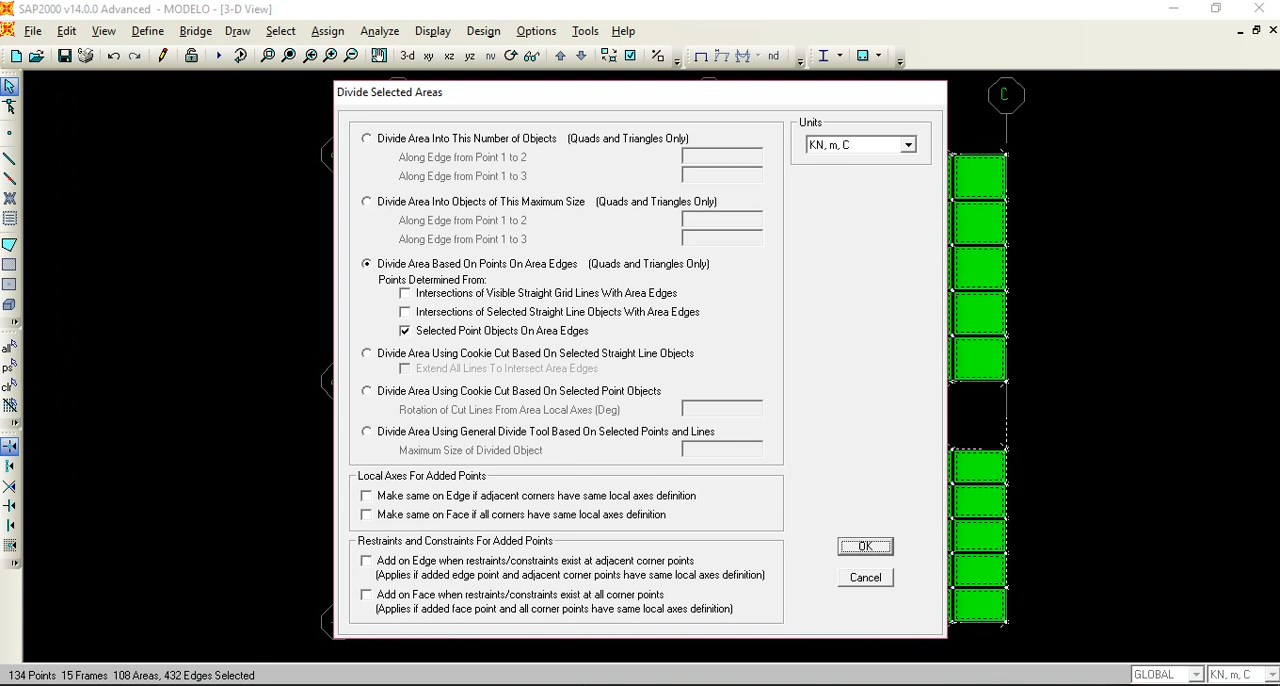 SAP2000 v14.0.0 Advanced - MODELO - [3-D View]
File Edit View Define Bridge Draw Select Assign Analyze Display Design Options Tools Help
3-d xy xz yz nv nd
Divide Selected Areas
C
Divide Area Into This Number of Objects (Quads and Triangles Only)
Along Edge from Point 1 to 2
Along Edge from Point 1 to 3
Divide Area Into Objects of This Maximum Size (Quads and Triangles Only)
Along Edge from Point 1 to 2
Along Edge from Point 1 to 3
Divide Area Based On Points On Area Edges (Quads and Triangles Only)
Points Determined From:
Intersections of Visible Straight Grid Lines With Area Edges
Intersections of Selected Straight Line Objects With Area Edges
Selected Point Objects On Area Edges
Divide Area Using Cookie Cut Based On Selected Straight Line Objects
Extend All Lines To Intersect Area Edges
Divide Area Using Cookie Cut Based On Selected Point Objects
Rotation of Cut Lines From Area Local Axes (Deg)
Divide Area Using General Divide Tool Based On Selected Points and Lines
Maximum Size of Divided Object
Local Axes For Added Points
Make same on Edge if adjacent corners have same local axes definition
Make same on Face if all corners have same local axes definition
Restraints and Constraints For Added Points
Add on Edge when restraints/constraints exist at adjacent corner points
(Applies if added edge point and adjacent corner points have same local axes definition)
Add on Face when restraints/constraints exist at all corner points
(Applies if added face point and all corner points have same local axes definition)
Units
KN, m, C
OK
Cancel
all
ps
clr
134 Points 15 Frames 108 Areas, 432 Edges Selected
GLOBAL
KN, m, C